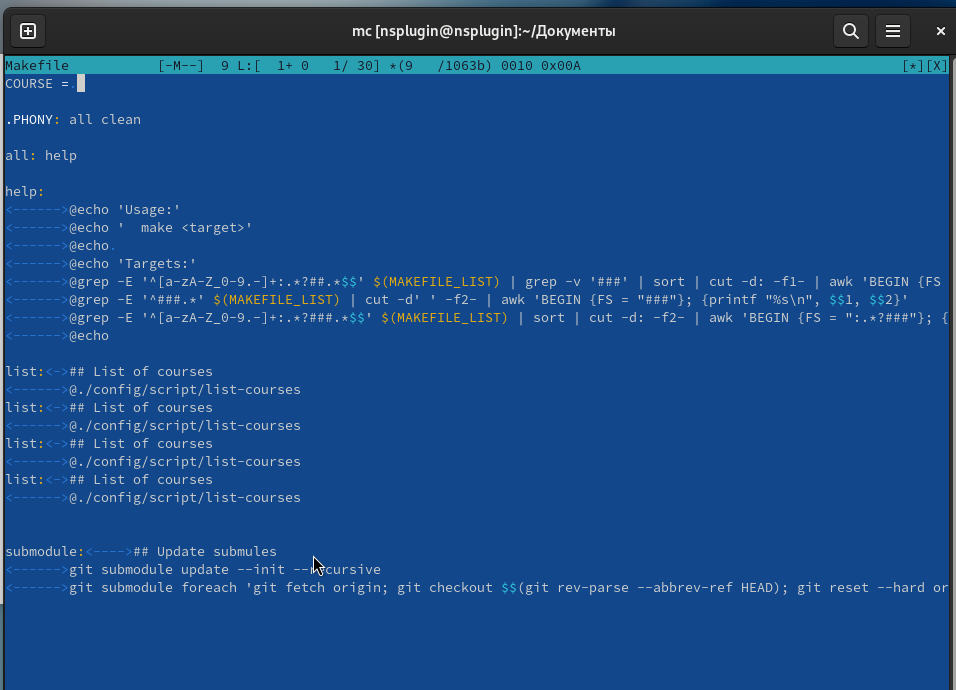 mc [nsplugin@nsplugin]:~/Документы
Makefile [-M--] 9 L:[ 1+ 0 1/ 30] *(9 /1063b) 0010 0x00A [*][X]
COURSE =.
.PHONY: all clean
all: help
help:
<------>@echo 'Usage:'
<------>@echo '  make <target>'
<------>@echo.
<------>@echo 'Targets:'
<------>@grep -E '^[a-zA-Z_0-9.-]+:.*?##.*$$' $(MAKEFILE_LIST) | grep -v '###' | sort | cut -d: -f1- | awk 'BEGIN {FS
<------>@grep -E '^###.*' $(MAKEFILE_LIST) | cut -d' ' -f2- | awk 'BEGIN {FS = "###"}; {printf "%s\n", $$1, $$2}'
<------>@grep -E '^[a-zA-Z_0-9.-]+:.*?###.*$$' $(MAKEFILE_LIST) | sort | cut -d: -f2- | awk 'BEGIN {FS = ":.*?###"}; {
<------>@echo
list:<->## List of courses
<------>@./config/script/list-courses
list:<->## List of courses
<------>@./config/script/list-courses
list:<->## List of courses
<------>@./config/script/list-courses
list:<->## List of courses
<------>@./config/script/list-courses
submodule:<---->## Update submules
<------>git submodule update --init --recursive
<------>git submodule foreach 'git fetch origin; git checkout $$(git rev-parse --abbrev-ref HEAD); git reset --hard or